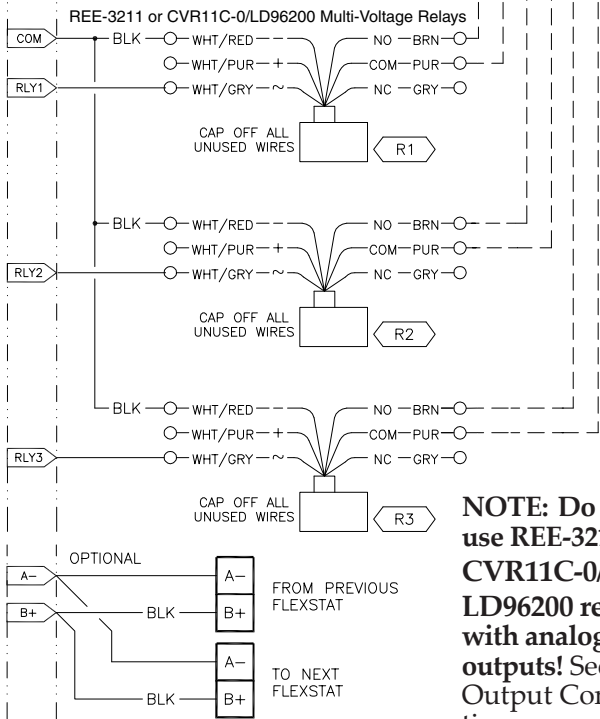 REE-3211 or CVR11C-0/LD96200 Multi-Voltage Relays
COM BLK WHT/RED NO BRN
WHT/PUR + COM PUR
RLY1 WHT/GRY ~ NC GRY
CAP OFF ALL
UNUSED WIRES
R1
BLK WHT/RED NO BRN
WHT/PUR + COM PUR
RLY2 WHT/GRY ~ NC GRY
CAP OFF ALL
UNUSED WIRES
R2
BLK WHT/RED NO BRN
WHT/PUR + COM PUR
RLY3 WHT/GRY ~ NC GRY
CAP OFF ALL
UNUSED WIRES
R3
OPTIONAL
A- A-
B+ BLK B+
FROM PREVIOUS
FLEXSTAT
A-
BLK B+
TO NEXT
FLEXSTAT
NOTE: Do
use REE-32
CVR11C-0/
LD96200 re
with analog
outputs! Se
Output Con